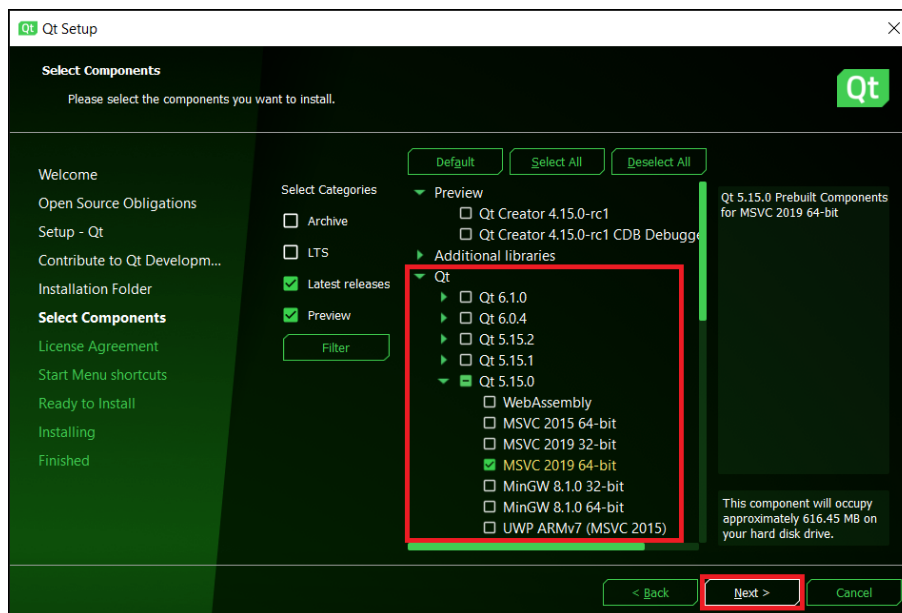 Qt Qt Setup
Select Components
Please select the components you want to install.
Qt
Welcome
Open Source Obligations
Setup - Qt
Contribute to Qt Developm...
Installation Folder
Select Components
License Agreement
Start Menu shortcuts
Ready to Install
Installing
Finished
Select Categories
Archive
LTS
Latest releases
Preview
Filter
Default Select All Deselect All
Preview
Qt Creator 4.15.0-rc1
Qt Creator 4.15.0-rc1 CDB Debugge
Additional libraries
Qt
Qt 6.1.0
Qt 6.0.4
Qt 5.15.2
Qt 5.15.1
Qt 5.15.0
WebAssembly
MSVC 2015 64-bit
MSVC 2019 32-bit
MSVC 2019 64-bit
MinGW 8.1.0 32-bit
MinGW 8.1.0 64-bit
UWP ARMv7 (MSVC 2015)
Qt 5.15.0 Prebuilt Components
for MSVC 2019 64-bit
This component will occupy
approximately 616.45 MB on
your hard disk drive.
< Back Next > Cancel